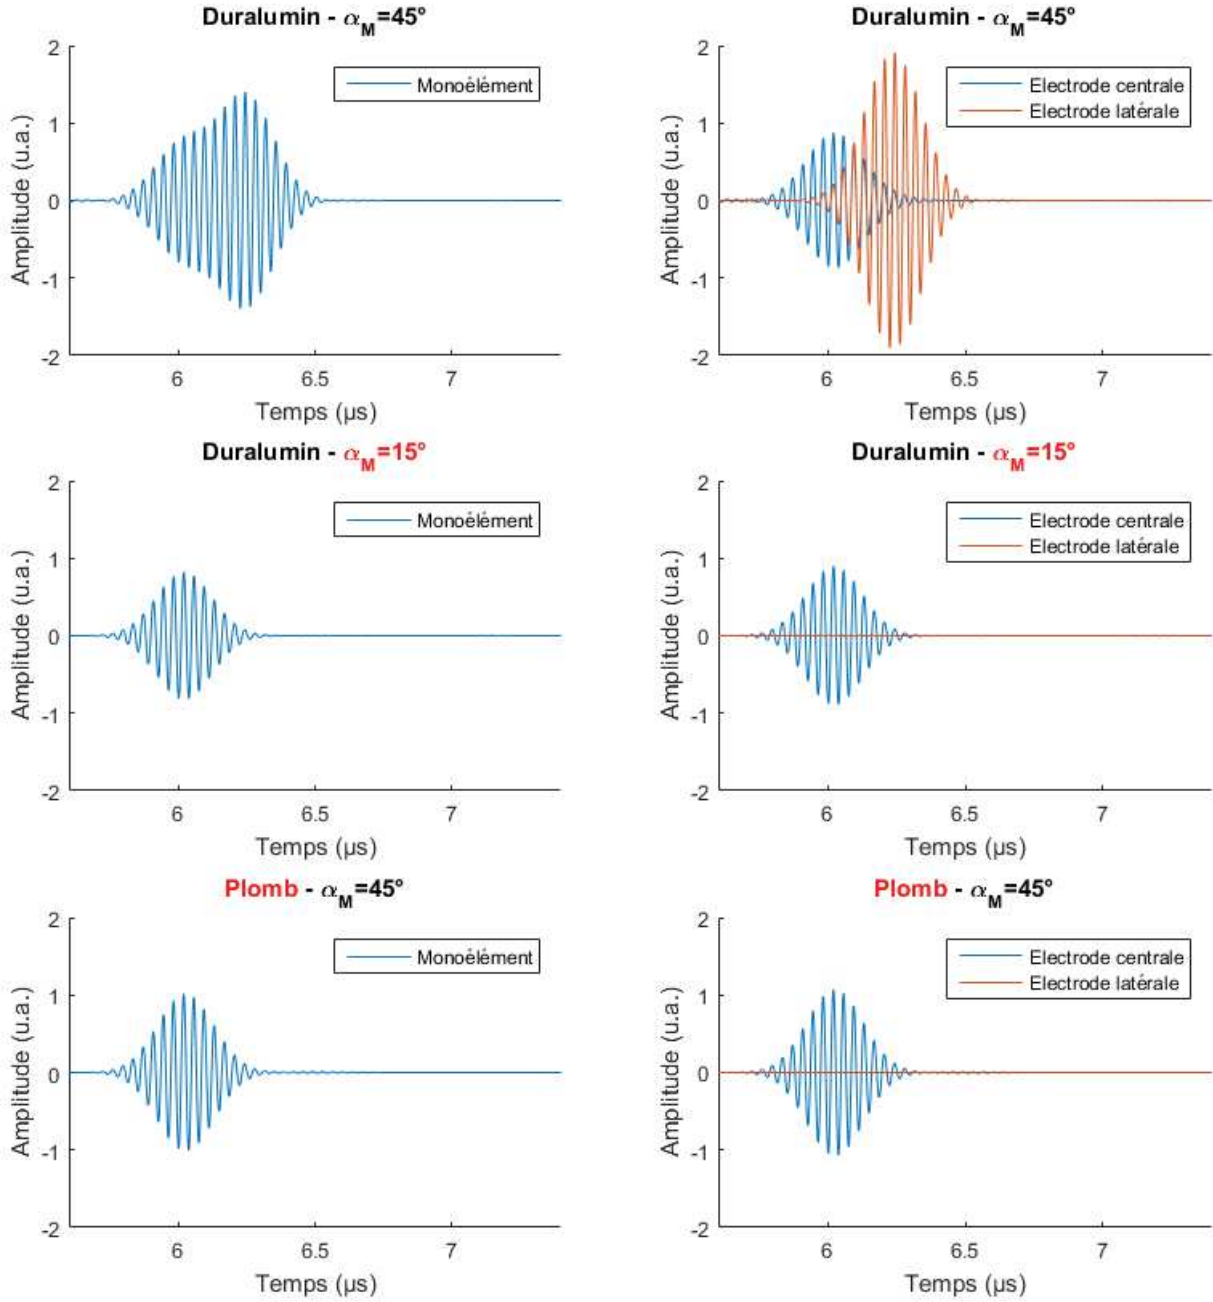 Duralumin - αM=45°
2
1
0
-1
-2
Amplitude (u.a.)
Monoélément
6
6.5
7
Temps (µs)
Duralumin - αM=45°
2
1
0
-1
-2
Amplitude (u.a.)
Electrode centrale
Electrode latérale
6
6.5
7
Temps (µs)
Duralumin - αM=15°
2
1
0
-1
-2
Amplitude (u.a.)
Monoélément
6
6.5
7
Temps (µs)
Duralumin - αM=15°
2
1
0
-1
-2
Amplitude (u.a.)
Electrode centrale
Electrode latérale
6
6.5
7
Temps (µs)
Plomb - αM=45°
2
1
0
-1
-2
Amplitude (u.a.)
Monoélément
6
6.5
7
Temps (µs)
Plomb - αM=45°
2
1
0
-1
-2
Amplitude (u.a.)
Electrode centrale
Electrode latérale
6
6.5
7
Temps (µs)